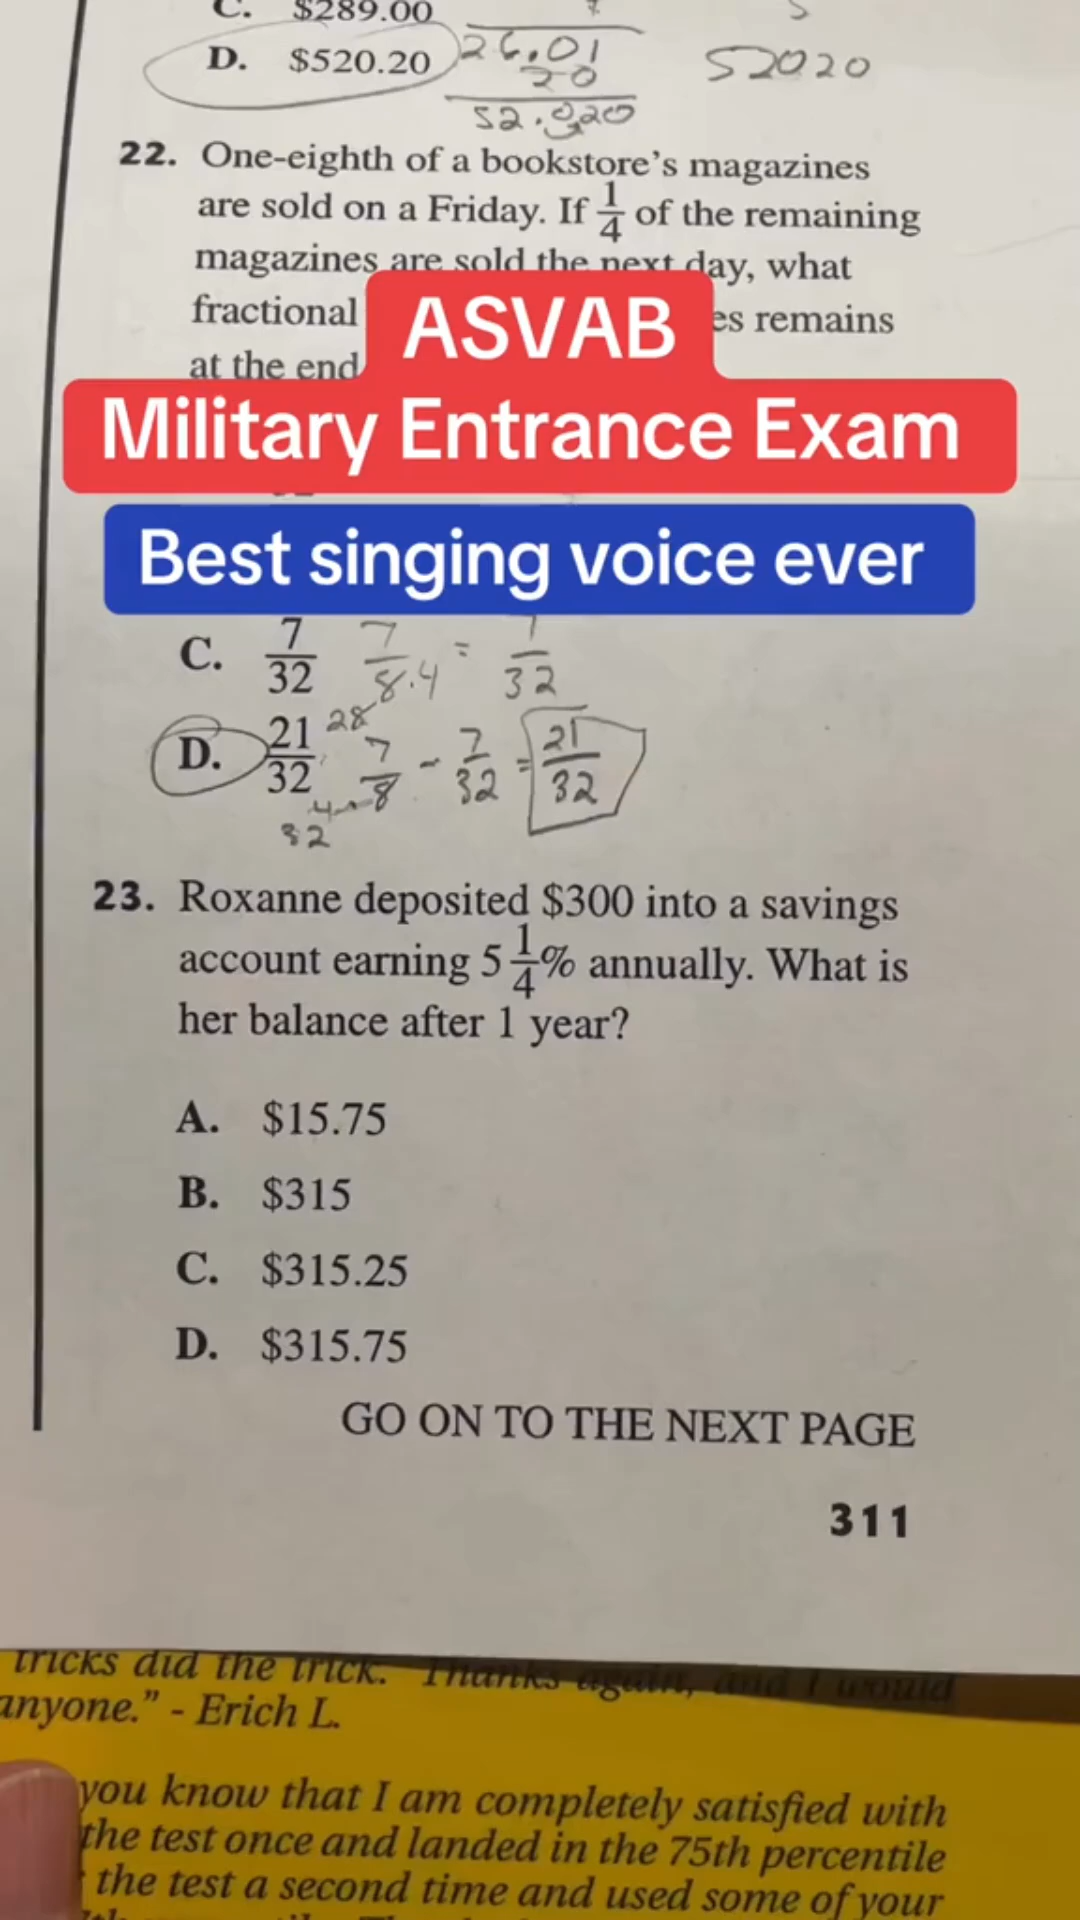 C. $289.00
D. $520.20
26.01
20
52.020
52020
22. One-eighth of a bookstore's magazines
are sold on a Friday. If 1/4 of the remaining
magazines are sold the next day, what
fractional es remains
at the end
ASVAB
Military Entrance Exam
Best singing voice ever
C. 7/32 7/8.4 = 7/32
D. 21/32 28 7/8 - 7/32 = 21/32
32
23. Roxanne deposited $300 into a savings
account earning 5 1/4% annually. What is
her balance after 1 year?
A. $15.75
B. $315
C. $315.25
D. $315.75
GO ON TO THE NEXT PAGE
311
tricks did the trick. Thanks again, and I would
anyone." - Erich L.
you know that I am completely satisfied with
the test once and landed in the 75th percentile
the test a second time and used some of your